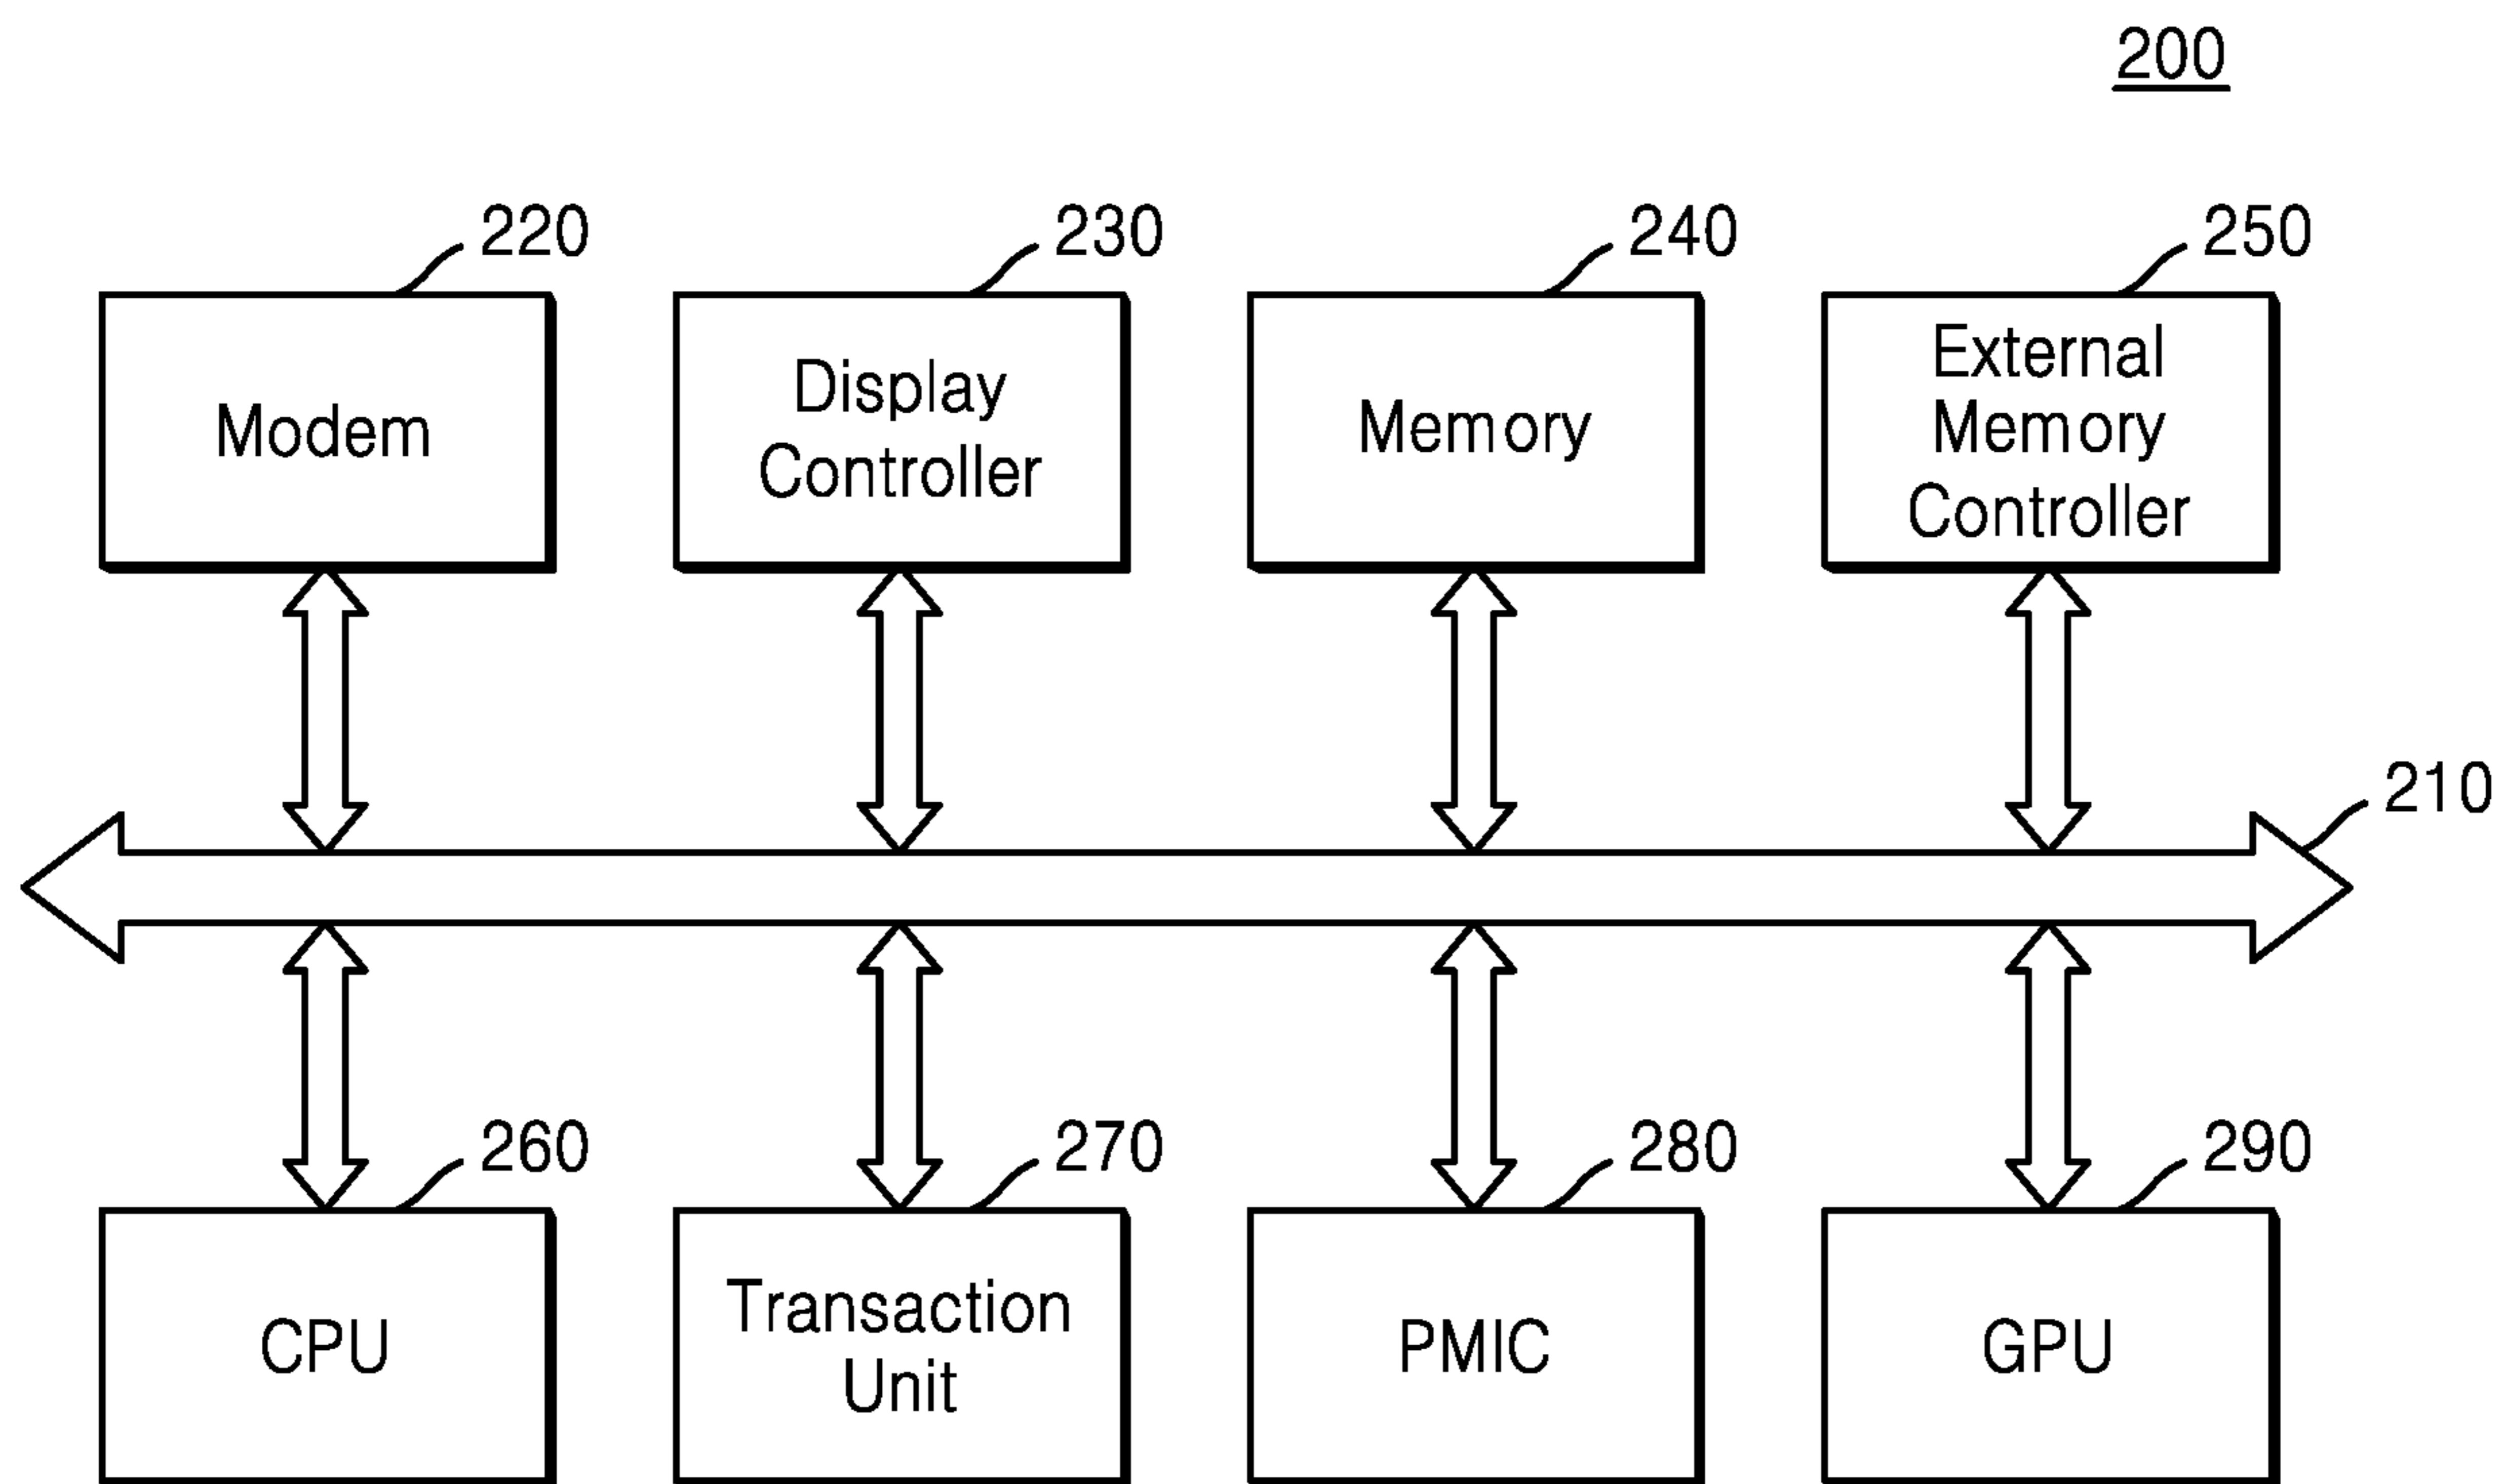 200
220
230
240
250
Modem
Display
Controller
Memory
External
Memory
Controller
210
260
270
280
290
CPU
Transaction
Unit
PMIC
GPU